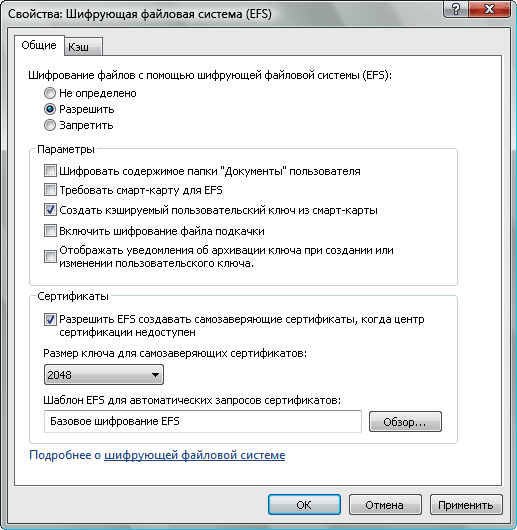 Свойства: Шифрующая файловая система (EFS)
Общие
Кэш
Шифрование файлов с помощью шифрующей файловой системы (EFS):
Не определено
Разрешить
Запретить
Параметры
Шифровать содержимое папки "Документы" пользователя
Требовать смарт-карту для EFS
Создать кэшируемый пользовательский ключ из смарт-карты
Включить шифрование файла подкачки
Отображать уведомления об архивации ключа при создании или
изменении пользовательского ключа.
Сертификаты
Разрешить EFS создавать самозаверяющие сертификаты, когда центр
сертификации недоступен
Размер ключа для самозаверяющих сертификатов:
2048
Шаблон EFS для автоматических запросов сертификатов:
Базовое шифрование EFS
Обзор...
Подробнее о шифрующей файловой системе
ОК
Отмена
Применить